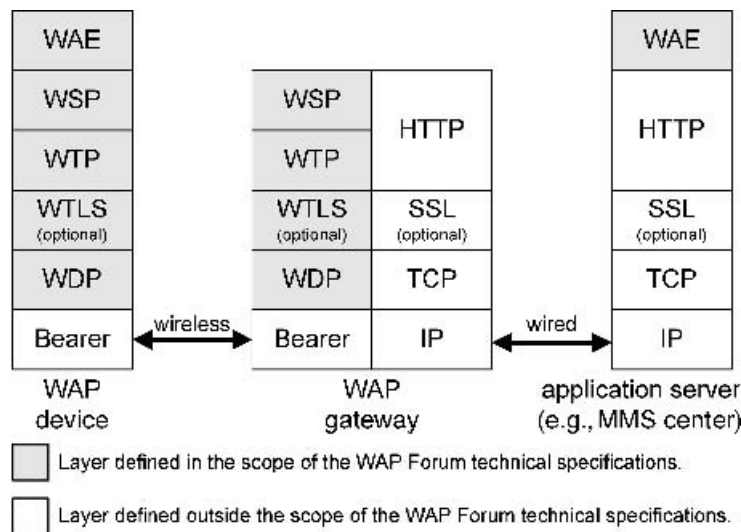 WAE
WSP
WTP
WTLS
(optional)
WDP
Bearer
WAP
device
wireless
WSP
WTP
WTLS
(optional)
WDP
Bearer
HTTP
SSL
(optional)
TCP
IP
WAP
gateway
wired
WAE
HTTP
SSL
(optional)
TCP
IP
application server
(e.g., MMS center)
Layer defined in the scope of the WAP Forum technical specifications.
Layer defined outside the scope of the WAP Forum technical specifications.